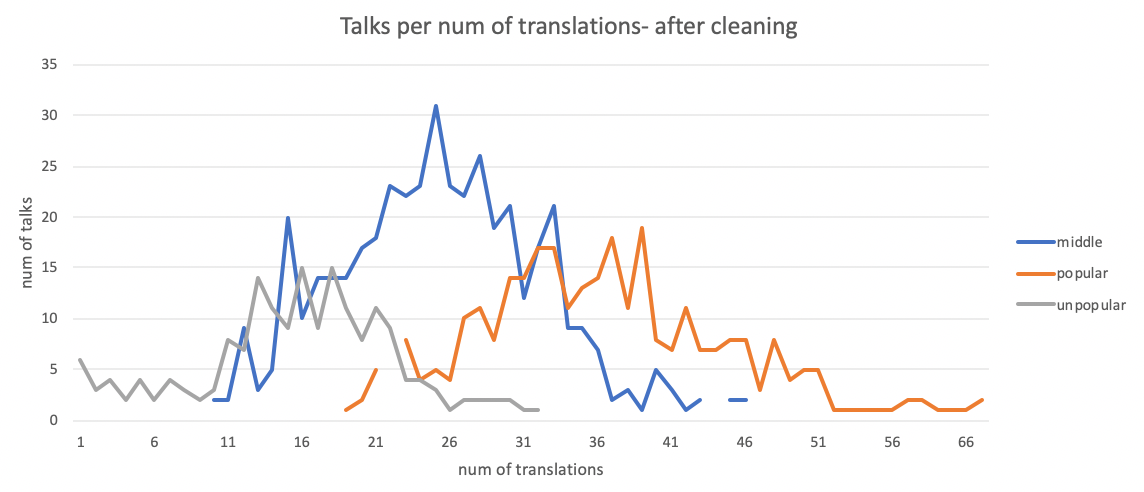 Talks per num of translations- after cleaning
35
30
25
20
15
10
5
0
num of talks
1 6 11 16 21 26 31 36 41 46 51 56 66
num of translations
middle
popular
unpopular